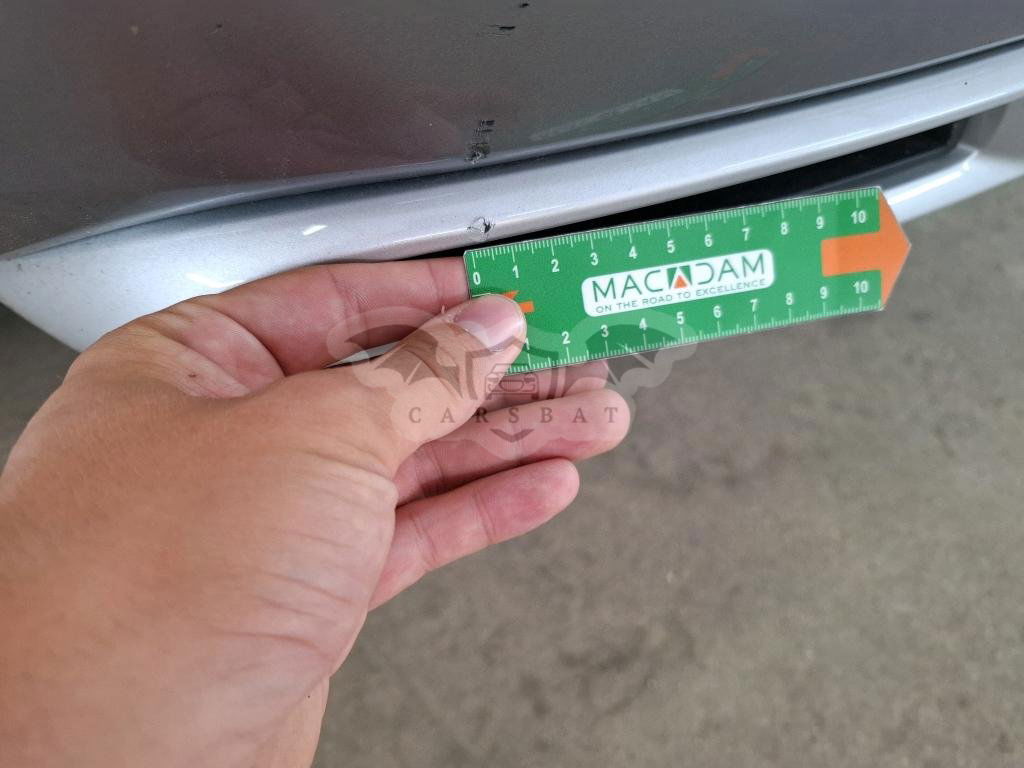 0 1 2 3 4 5 6 7 8 9 10
MACADAM
ON THE ROAD TO EXCELLENCE
1 2 3 4 5 6 7 8 9 10
CARSBAT